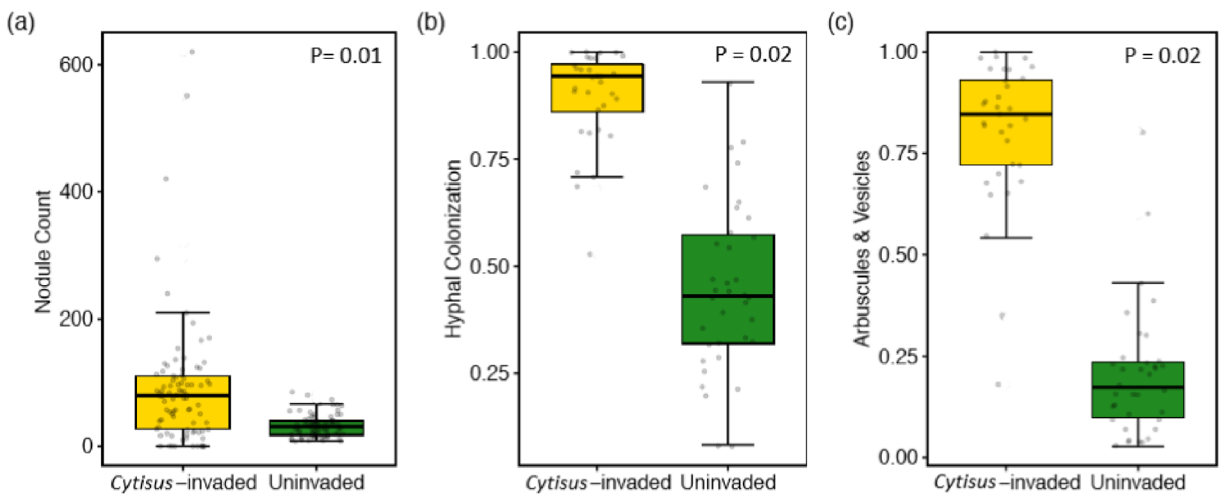 (a)
P= 0.01
600
400
200
0
Nodule Count
Cytisus–invaded Uninvaded
(b)
P = 0.02
1.00
0.75
0.50
0.25
Hyphal Colonization
Cytisus–invaded Uninvaded
(c)
P = 0.02
1.00
0.75
0.50
0.25
0.00
Arbuscules & Vesicles
Cytisus–invaded Uninvaded